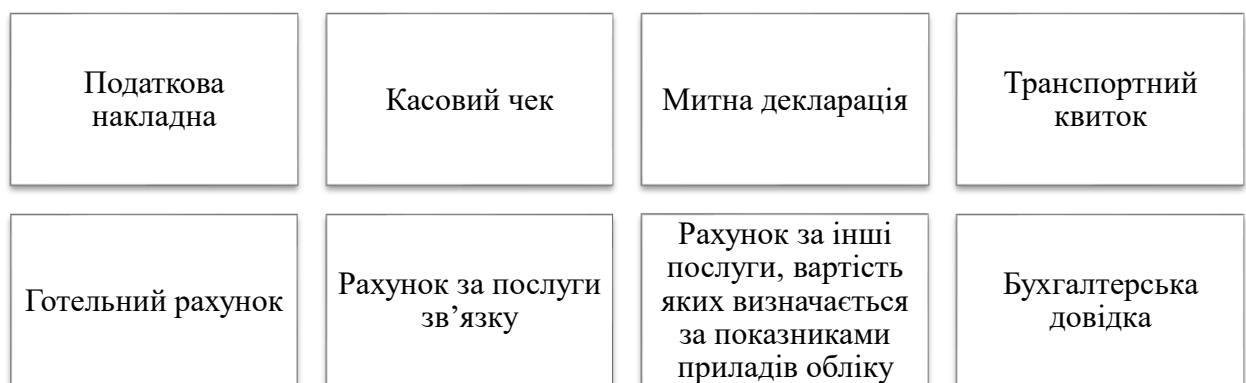 Податкова
накладна
Касовий чек
Митна декларація
Транспортний
квиток
Готельний рахунок
Рахунок за послуги
зв’язку
Рахунок за інші
послуги, вартість
яких визначається
за показниками
приладів обліку
Бухгалтерська
довідка